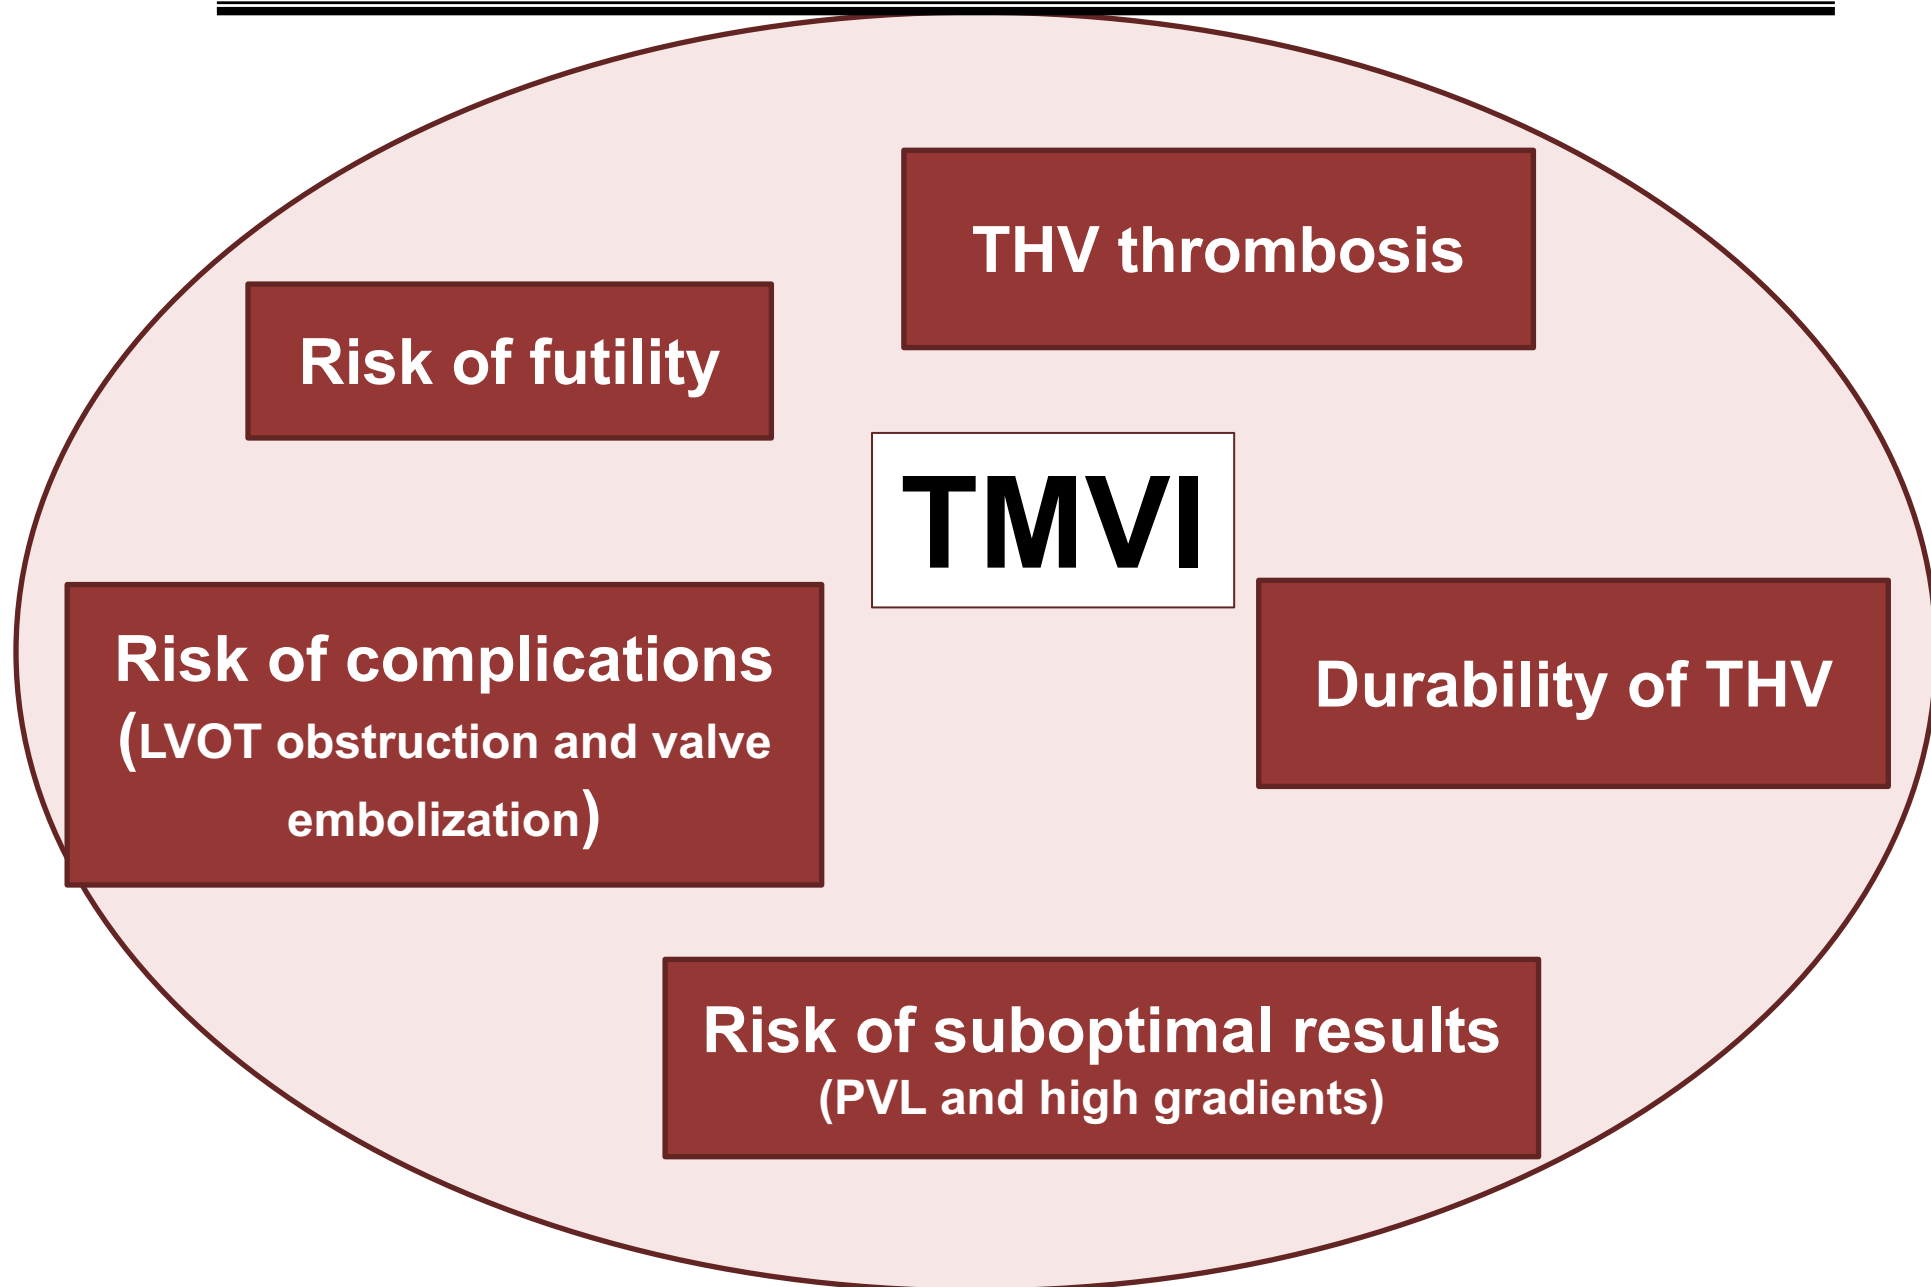 THV thrombosis
Risk of futility
TMVI
Risk of complications
(LVOT obstruction and valve
embolization)
Durability of THV
Risk of suboptimal results
(PVL and high gradients)